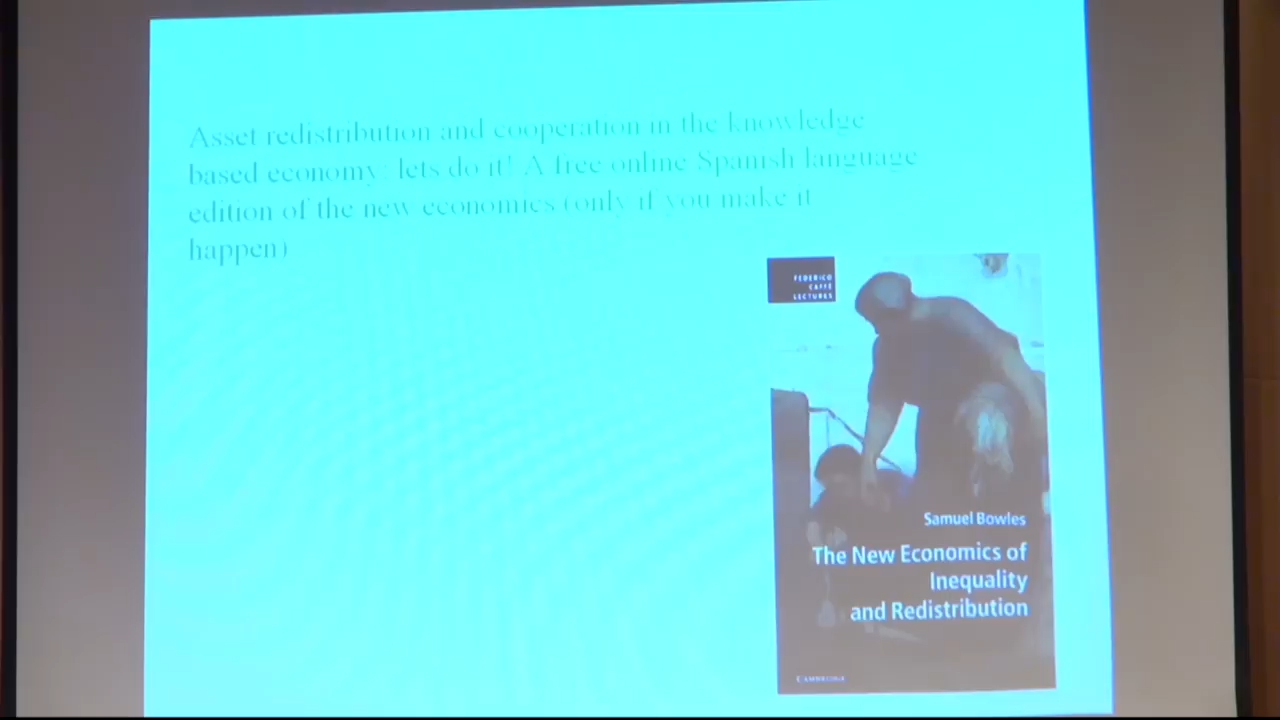 Asset redistribution and cooperation in the knowledge
based economy: lets do it! A free online Spanish language
edition of the new economics (only if you make it
happen)
FEDERICO
CAFFÈ
LECTURES
Samuel Bowles
The New Economics of
Inequality
and Redistribution
CAMBRIDGE